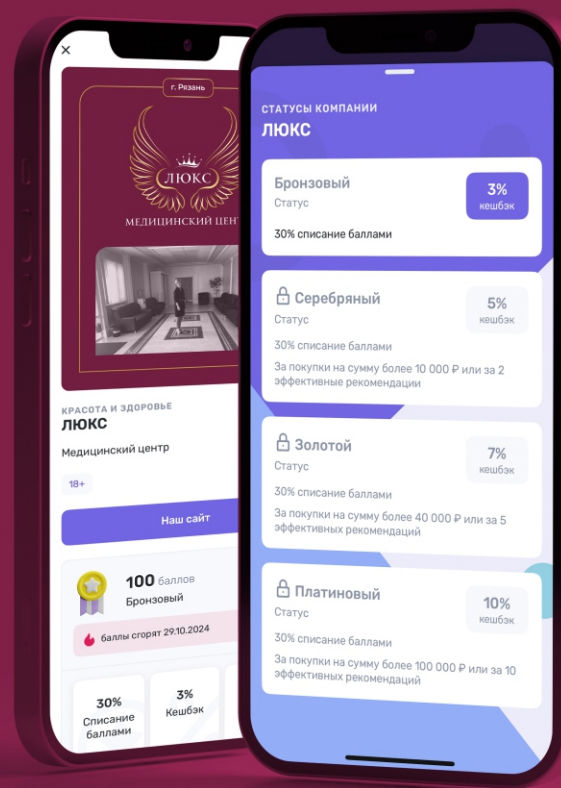 г. Рязань
ЛЮКС
МЕДИЦИНСКИЙ
КРАСОТА И ЗДОРОВЬЕ
ЛЮКС
Медицинский центр
18+
Наш сайт
100 баллов
Бронзовый
баллы сгорят 29.10.2024
30%
Списание
баллами
3%
Кешбэк
СТАТУСЫ КОМПАНИИ
ЛЮКС
Бронзовый
Статус
3%
кешбэк
30% списание баллами
Серебряный
Статус
5%
кешбэк
30% списание баллами
За покупки на сумму более 10 000 ₽ или за 2
эффективные рекомендации
Золотой
Статус
7%
кешбэк
30% списание баллами
За покупки на сумму более 40 000 ₽ или за 5
эффективных рекомендаций
Платиновый
Статус
10%
кешбэк
30% списание баллами
За покупки на сумму более 100 000 ₽ или за 10
эффективных рекомендаций